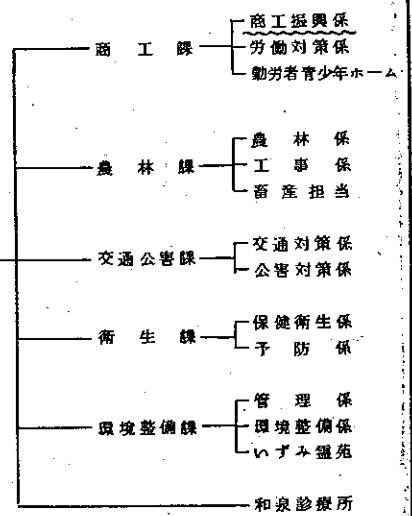 商工課
商工振興係
労働対策係
勤労者青少年ホーム
農林課
農林係
工事係
畜産担当
交通公害課
交通対策係
公害対策係
衛生課
保健衛生係
予防係
環境整備課
管理係
環境整備係
いずみ霊苑
和泉診療所